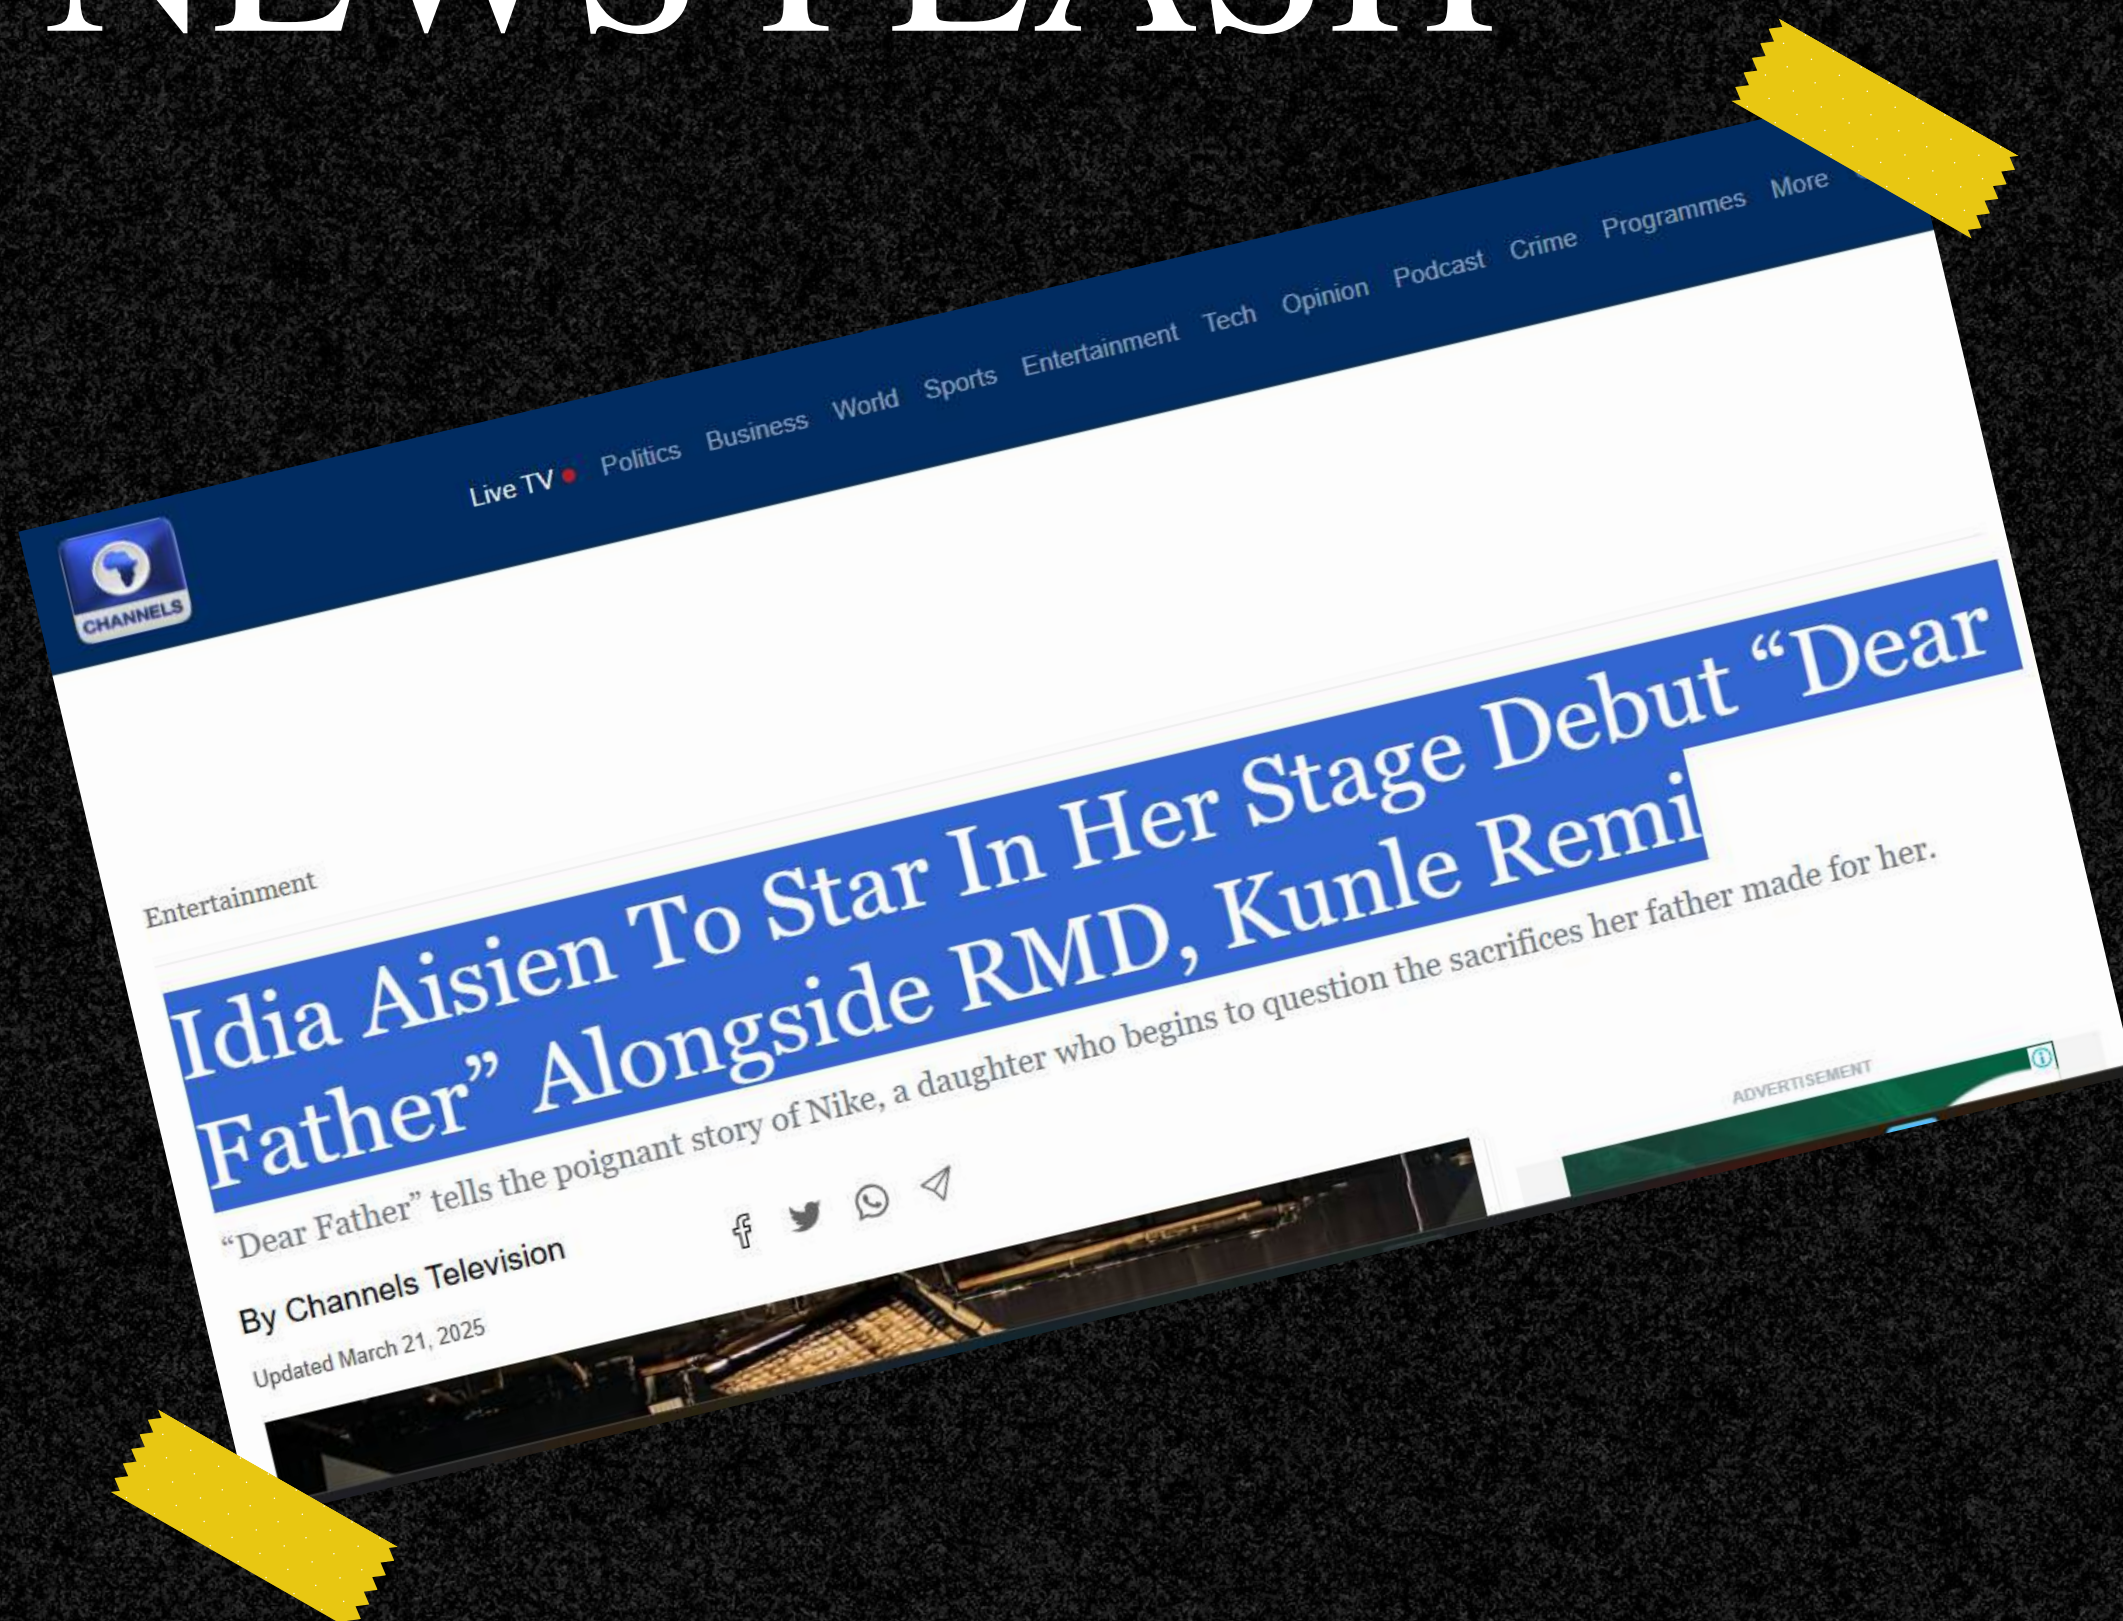 NEWS FLASH
Live TV Politics Business World Sports Entertainment Tech Opinion Podcast Crime Programmes More
CHANNELS
Entertainment
Idia Aisien To Star In Her Stage Debut “Dear
Father” Alongside RMD, Kunle Remi
“Dear Father” tells the poignant story of Nike, a daughter who begins to question the sacrifices her father made for her.
By Channels Television
Updated March 21, 2025
ADVERTISEMENT